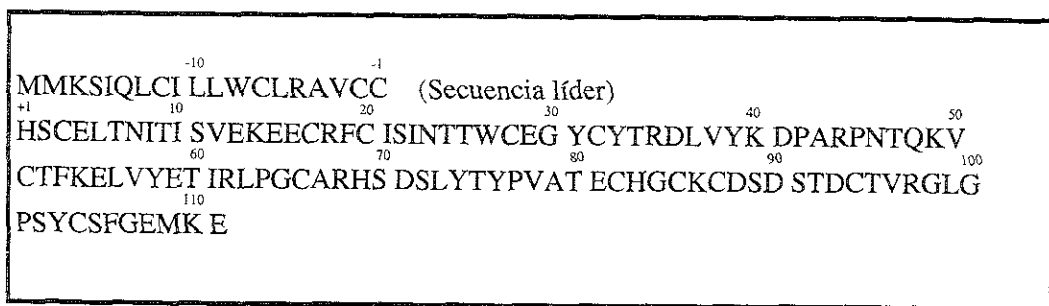 -10 -1
MMKSIQLCI LLWCLRAVCC (Secuencia líder)
+1 10 20 30 40 50
HSCELTNITI SVEKEECRFC ISINTTWCEG YCYTRDLVYK DPARPNTQKV
60 70 80 90 100
CTFKELVYET IRLPGCARHS DSLYTYPVAT ECHGCKCDSD STDCTVRGLG
110
PSYCSFGEMK E